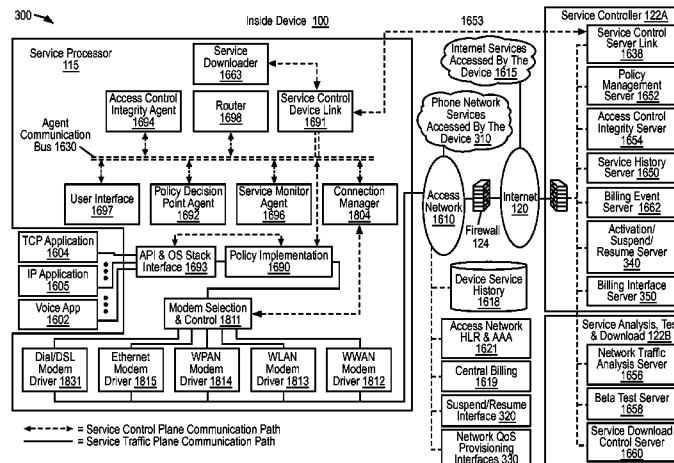 300
Inside Device 100
1653
Service Controller 122A
Service Processor
115
Service
Downloader
1663
Access Control
Integrity Agent
1694
Router
1698
Service Control
Device Link
1691
Agent
Communication
Bus 1630
User Interface
1697
Policy Decision
Point Agent
1692
Service Monitor
Agent
1696
Connection
Manager
1804
TCP Application
1604
IP Application
1605
Voice App
1602
API & OS Stack
Interface 1693
Policy Implementation
1690
Modem Selection
& Control 1811
Dial/DSL
Modem
Driver 1831
Ethernet
Modem
Driver 1815
WPAN
Modem
Driver 1814
WLAN
Modem
Driver 1813
WWAN
Modem
Driver 1812
= Service Control Plane Communication Path
= Service Traffic Plane Communication Path
Internet Services
Accessed By The
Device 1615
Phone Network
Services
Accessed By The
Device 310
Access
Network
1610
Firewall
124
Internet
120
Device Service
History
1618
Access Network
HLR & AAA
1621
Central Billing
1619
Suspend/Resume
Interface 320
Network QoS
Provisioning
Interfaces 330
Service Control
Server Link
1638
Policy
Management
Server 1652
Access Control
Integrity Server
1654
Service History
Server 1650
Billing Event
Server 1662
Activation/
Suspend/
Resume Server
340
Billing Interface
Server 350
Service Analysis, Test
& Download 122B
Network Traffic
Analysis Server
1656
Beta Test Server
1658
Service Download
Control Server
1660